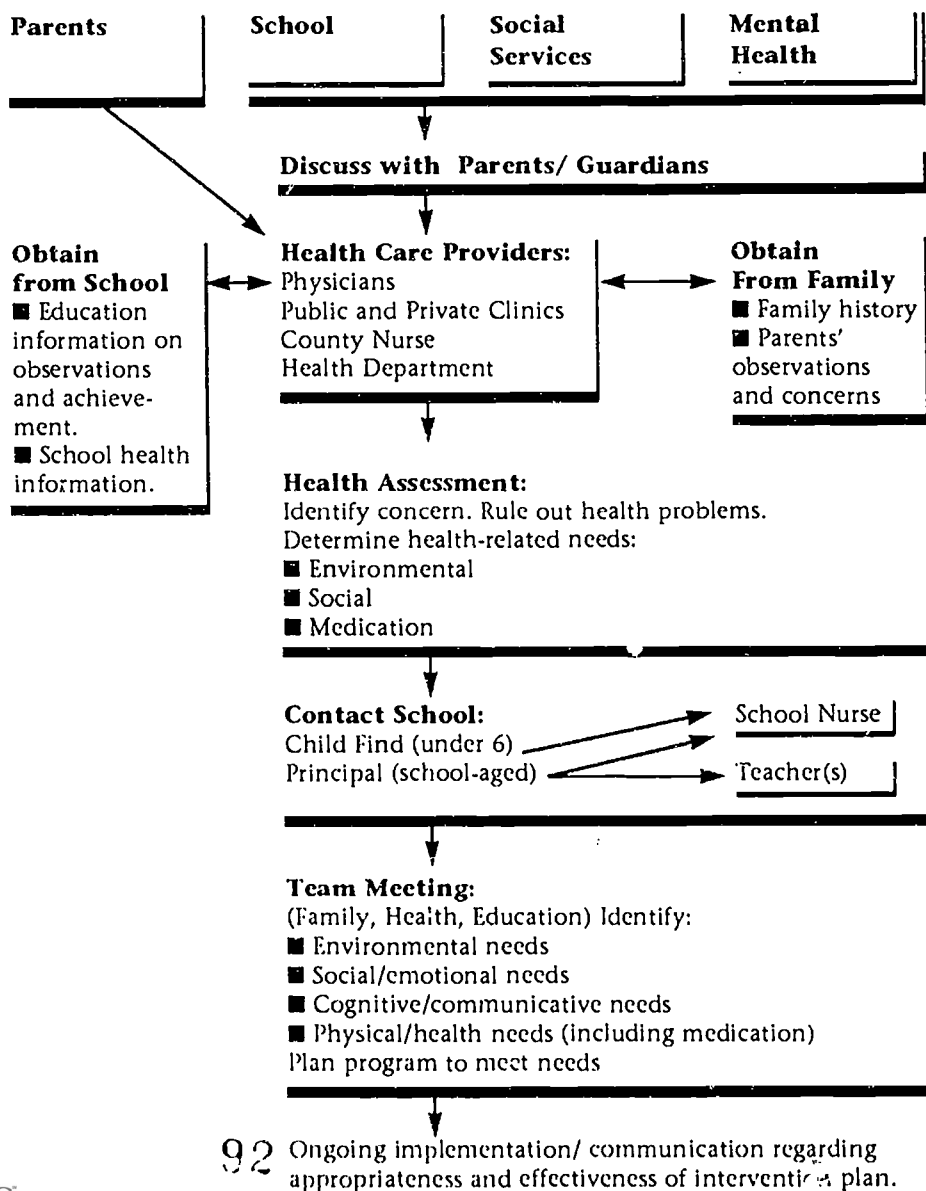 Parents
School
Social
Services
Mental
Health
Discuss with Parents/ Guardians
Obtain
from School
■ Education
information on
observations
and achieve-
ment.
■ School health
information.
Health Care Providers:
Physicians
Public and Private Clinics
County Nurse
Health Department
Obtain
From Family
■ Family history
■ Parents'
observations
and concerns
Health Assessment:
Identify concern. Rule out health problems.
Determine health-related needs:
■ Environmental
■ Social
■ Medication
Contact School:
Child Find (under 6)
Principal (school-aged)
School Nurse
Teacher(s)
Team Meeting:
(Family, Health, Education) Identify:
■ Environmental needs
■ Social/emotional needs
■ Cognitive/communicative needs
■ Physical/health needs (including medication)
Plan program to meet needs
92 Ongoing implementation/ communication regarding
appropriateness and effectiveness of intervention plan.